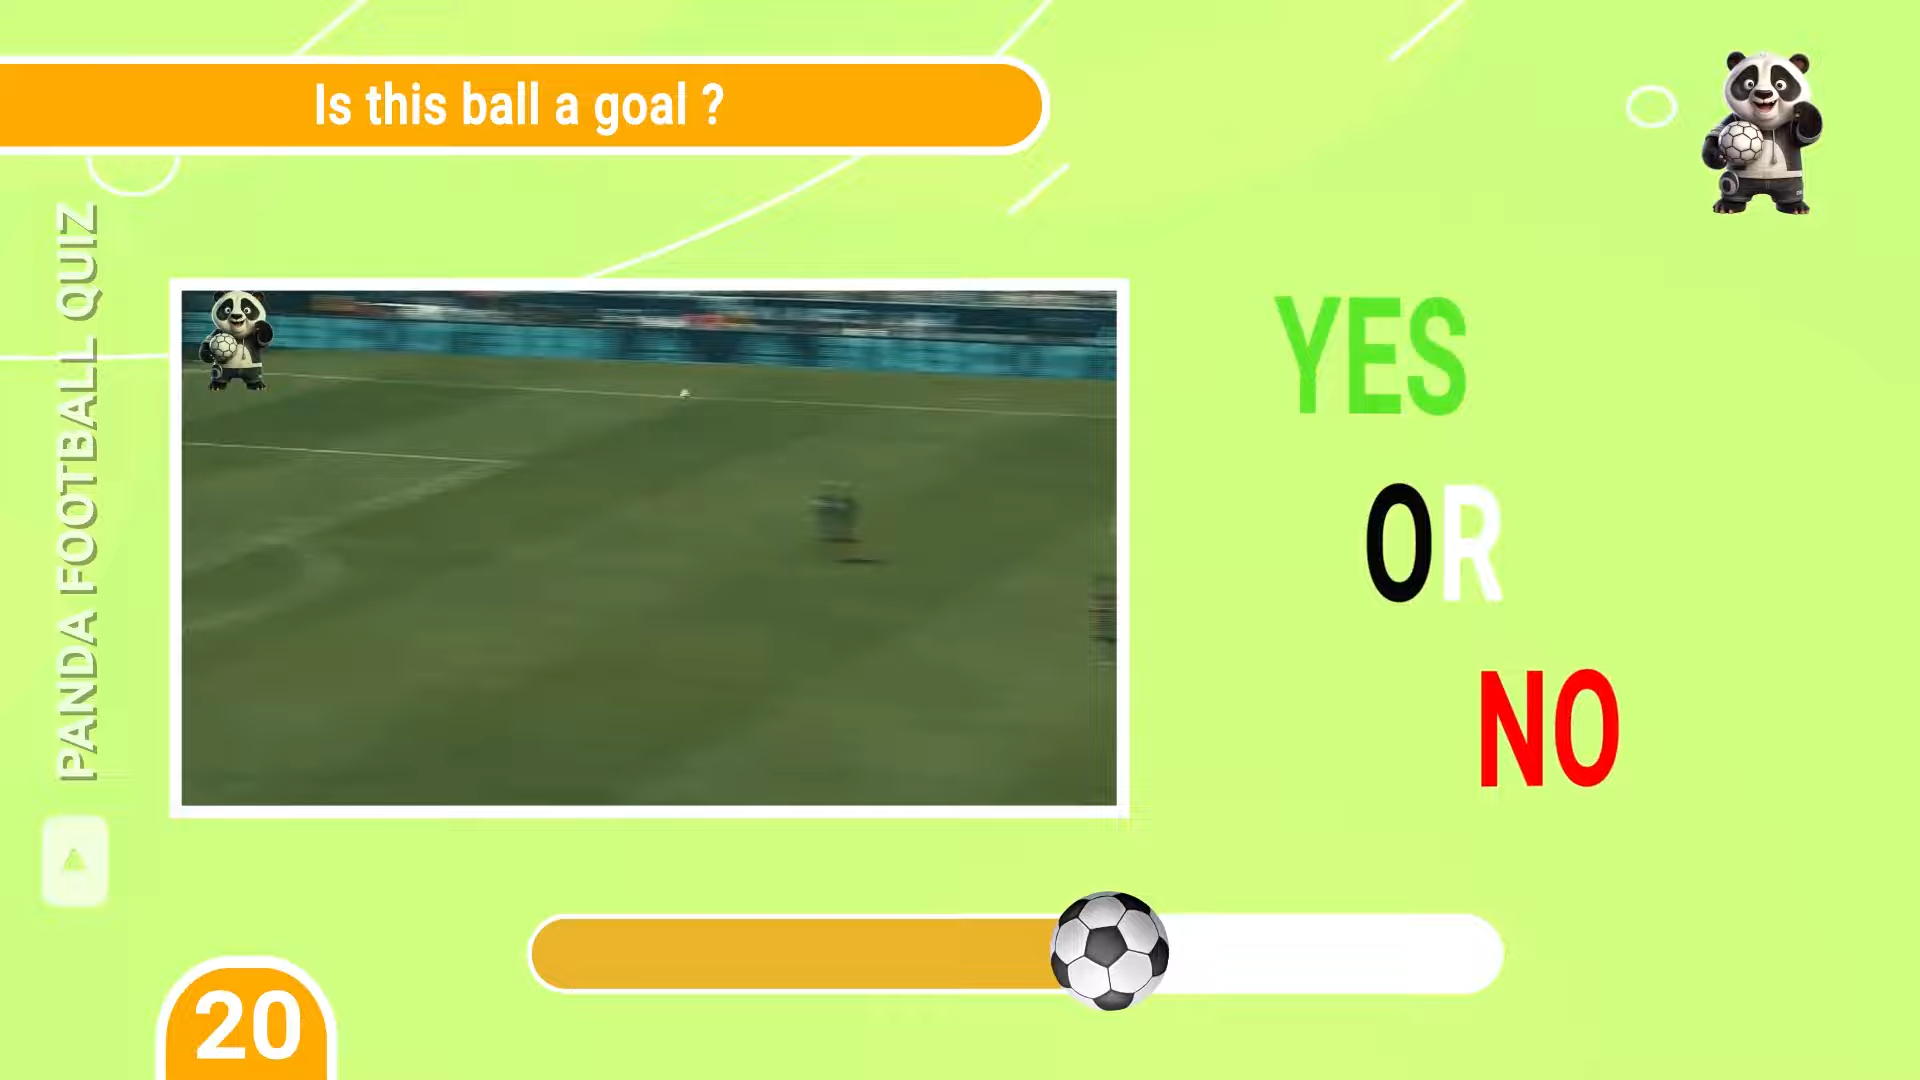 Is this ball a goal ?
PANDA FOOTBALL QUIZ
YES
OR
NO
20